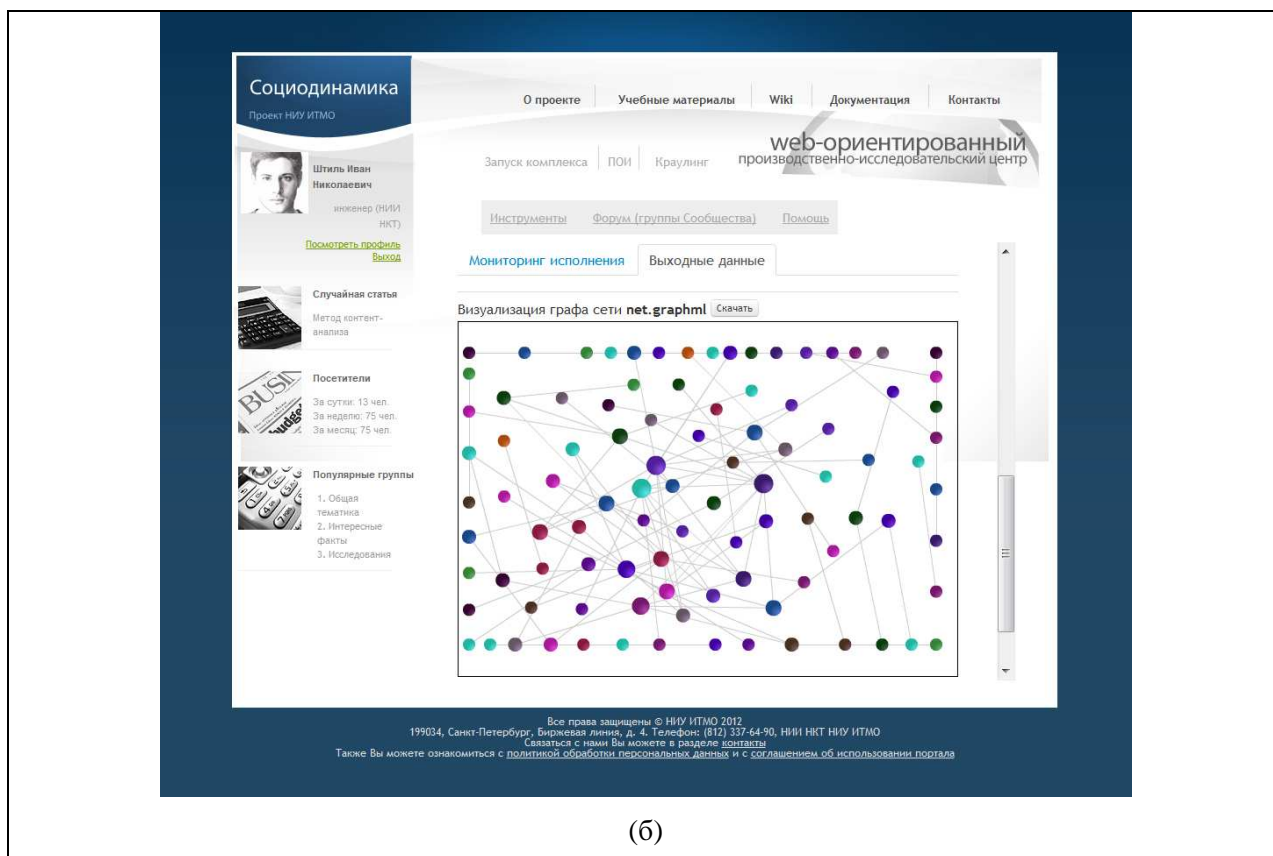 Социодинамика
Проект НИУ ИТМО
О проекте
Учебные материалы
Wiki
Документация
Контакты
web-ориентированный
производственно-исследовательский центр
Запуск комплекса
ПОИ
Краулинг
Штиль Иван
Николаевич
инженер (НИИ
НКТ)
Посмотреть профиль
Выход
Инструменты
Форум (группы Сообщества)
Помощь
Мониторинг исполнения
Выходные данные
Случайная статья
Метод контент-
анализа
Посетители
За сутки: 13 чел.
За неделю: 75 чел.
За месяц: 75 чел.
Популярные группы
1. Общая
тематика
2. Интересные
факты
3. Исследования
Визуализация графа сети net.graphml
Скачать
BUSIN
budge
Все права защищены © НИУ ИТМО 2012
199034, Санкт-Петербург, Биржевая линия, д. 4. Телефон: (812) 337-64-90, НИИ НКТ НИУ ИТМО
Связаться с нами Вы можете в разделе контакты
Также Вы можете ознакомиться с политикой обработки персональных данных и с соглашением об использовании портала
(б)